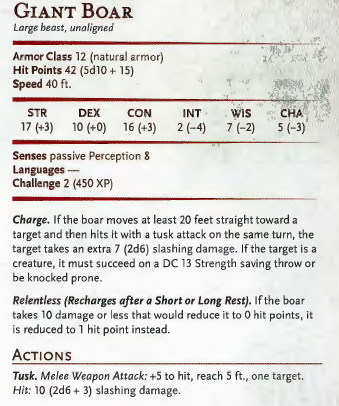 GIANT BOAR
Large beast, unaligned
Armor Class 12 (natural armor)
Hit Points 42 (5d10 + 15)
Speed 40 ft.
STR DEX CON INT WIS CHA
17 (+3) 10 (+0) 16 (+3) 2 (−4) 7 (−2) 5 (−3)
Senses passive Perception 8
Languages —
Challenge 2 (450 XP)
Charge. If the boar moves at least 20 feet straight toward a
target and then hits it with a tusk attack on the same turn, the
target takes an extra 7 (2d6) slashing damage. If the target is a
creature, it must succeed on a DC 13 Strength saving throw or
be knocked prone.
Relentless (Recharges after a Short or Long Rest). If the boar
takes 10 damage or less that would reduce it to 0 hit points, it
is reduced to 1 hit point instead.
ACTIONS
Tusk. Melee Weapon Attack: +5 to hit, reach 5 ft., one target.
Hit: 10 (2d6 + 3) slashing damage.